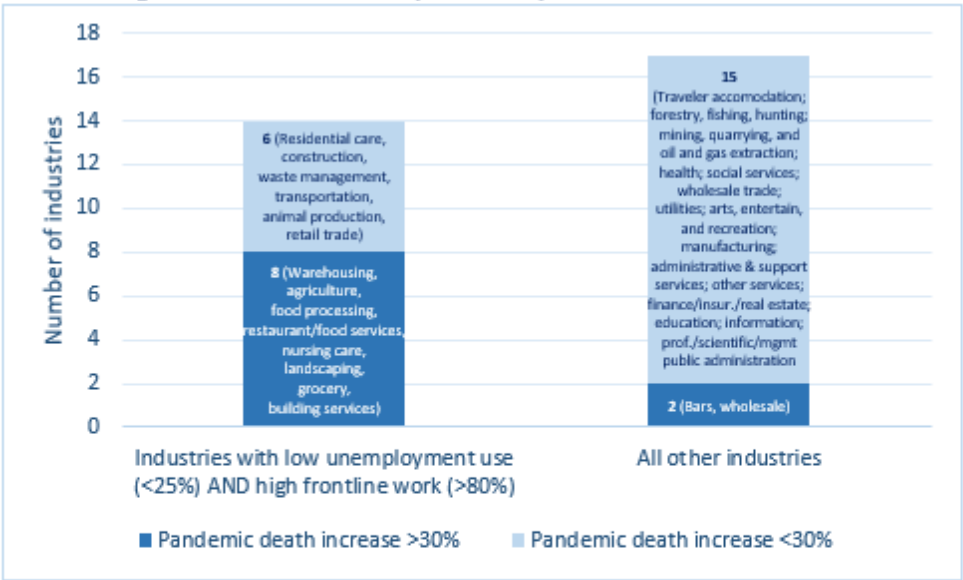 18
16
14
12
10
8
6
4
2
0
Number of industries
6 (Residential care,
construction,
waste management,
transportation,
animal production,
retail trade)
8 (Warehousing,
agriculture,
food processing,
restaurant/food services,
nursing care,
landscaping,
grocery,
building services)
15
(Traveler accomodation;
forestry, fishing, hunting;
mining, quarrying, and
oil and gas extraction;
health; social services;
wholesale trade;
utilities; arts, entertain,
and recreation;
manufacturing;
administrative & support
services; other services;
finance/insur./real estate;
education; information;
prof./scientific/mgmt
public administration
2 (Bars, wholesale)
Industries with low unemployment use
(<25%) AND high frontline work (>80%)
All other industries
Pandemic death increase >30%
Pandemic death increase <30%